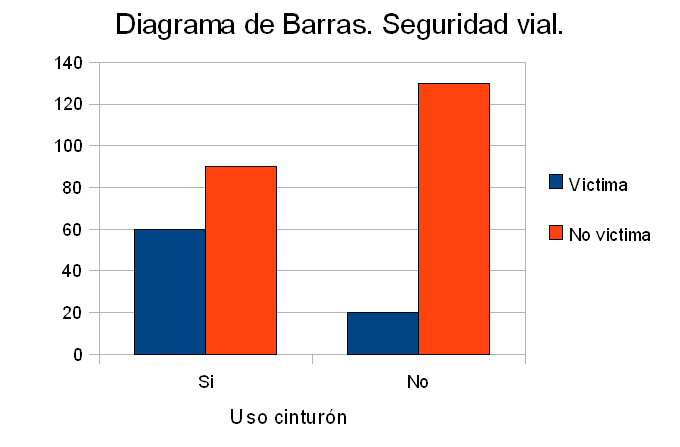 Diagrama de Barras. Seguridad vial.
140
120
100
80
60
40
20
0
Si
No
Uso cinturón
Victima
No victima